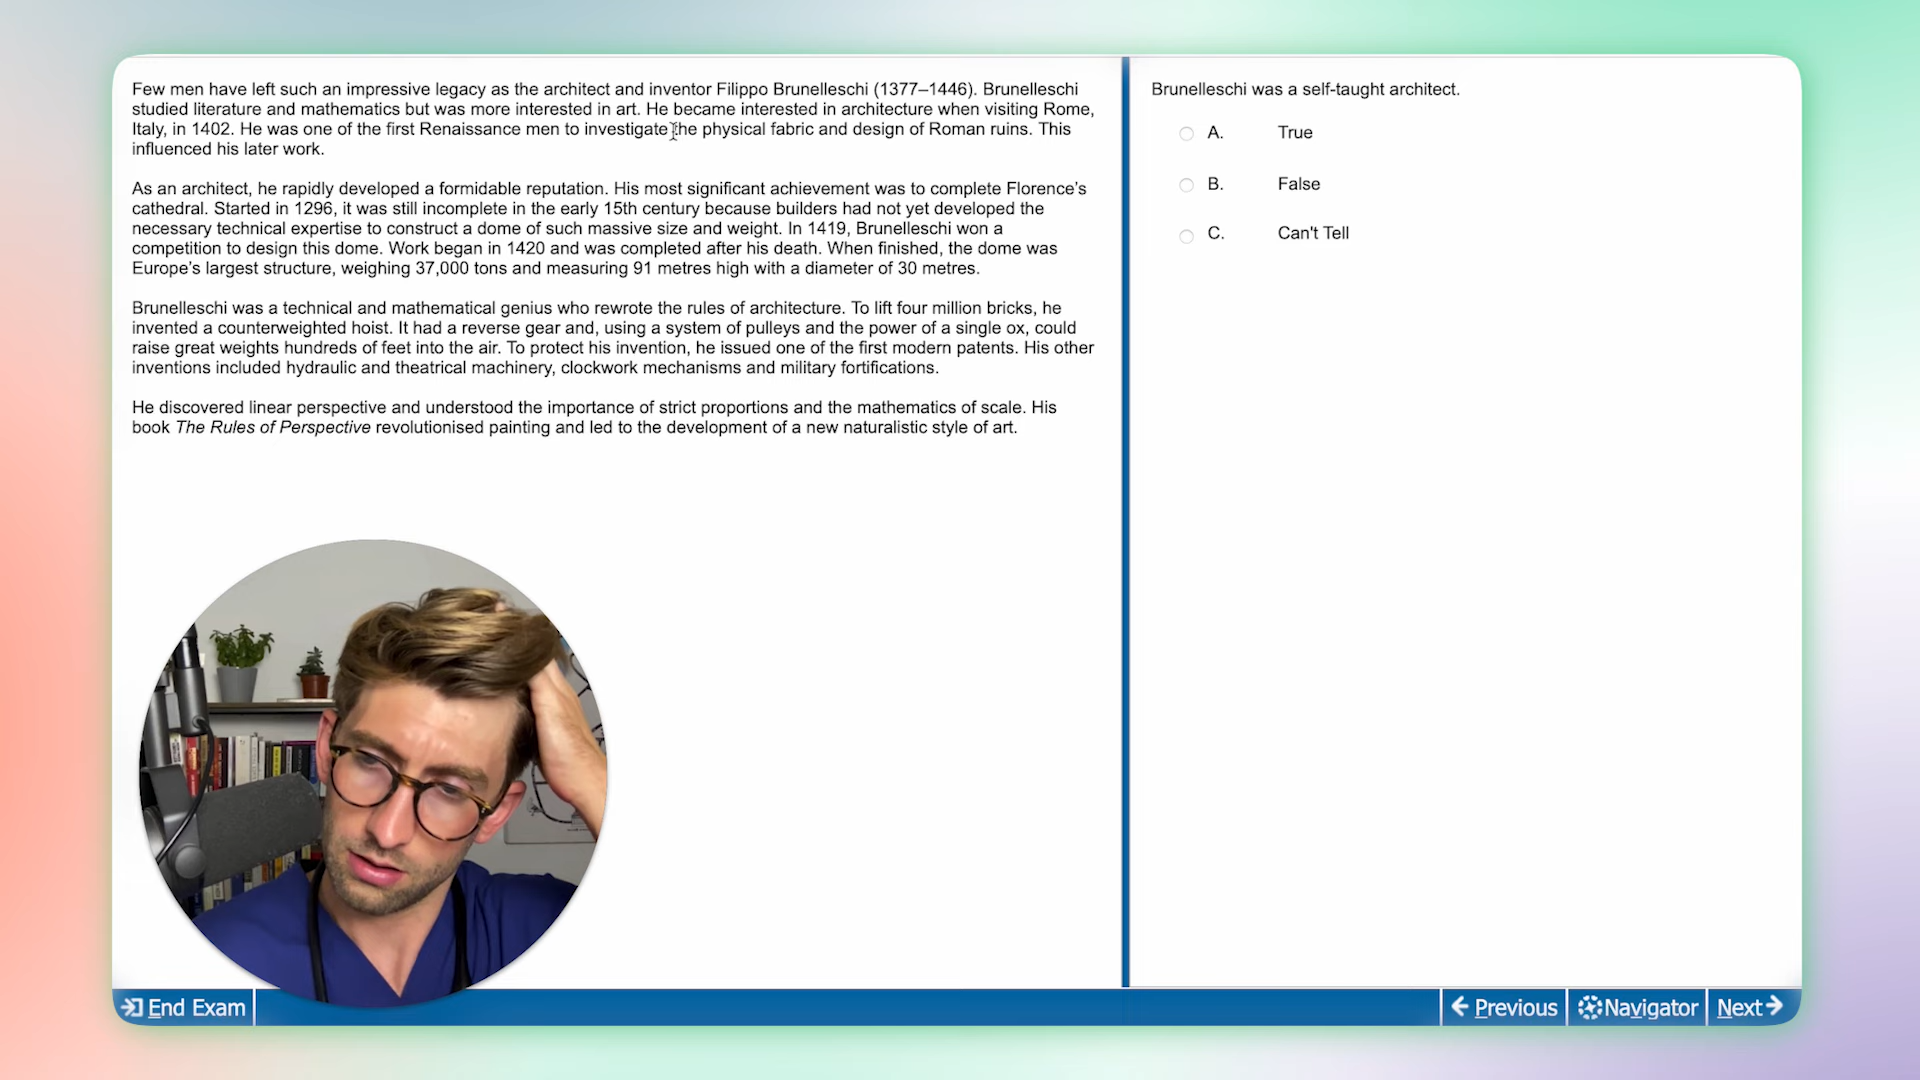 Few men have left such an impressive legacy as the architect and inventor Filippo Brunelleschi (1377–1446). Brunelleschi
studied literature and mathematics but was more interested in art. He became interested in architecture when visiting Rome,
Italy, in 1402. He was one of the first Renaissance men to investigate the physical fabric and design of Roman ruins. This
influenced his later work.
As an architect, he rapidly developed a formidable reputation. His most significant achievement was to complete Florence’s
cathedral. Started in 1296, it was still incomplete in the early 15th century because builders had not yet developed the
necessary technical expertise to construct a dome of such massive size and weight. In 1419, Brunelleschi won a
competition to design this dome. Work began in 1420 and was completed after his death. When finished, the dome was
Europe’s largest structure, weighing 37,000 tons and measuring 91 metres high with a diameter of 30 metres.
Brunelleschi was a technical and mathematical genius who rewrote the rules of architecture. To lift four million bricks, he
invented a counterweighted hoist. It had a reverse gear and, using a system of pulleys and the power of a single ox, could
raise great weights hundreds of feet into the air. To protect his invention, he issued one of the first modern patents. His other
inventions included hydraulic and theatrical machinery, clockwork mechanisms and military fortifications.
He discovered linear perspective and understood the importance of strict proportions and the mathematics of scale. His
book The Rules of Perspective revolutionised painting and led to the development of a new naturalistic style of art.
Brunelleschi was a self-taught architect.
A. True
B. False
C. Can't Tell
End Exam
Previous
Navigator
Next